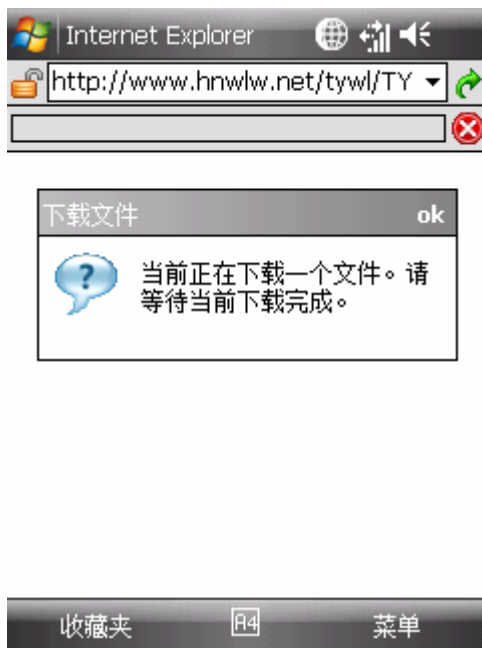 Internet Explorer
http://www.hnwlw.net/tywl/TY
下载文件 ok
?
当前正在下载一个文件。请
等待当前下载完成。
收藏夹 A4 菜单